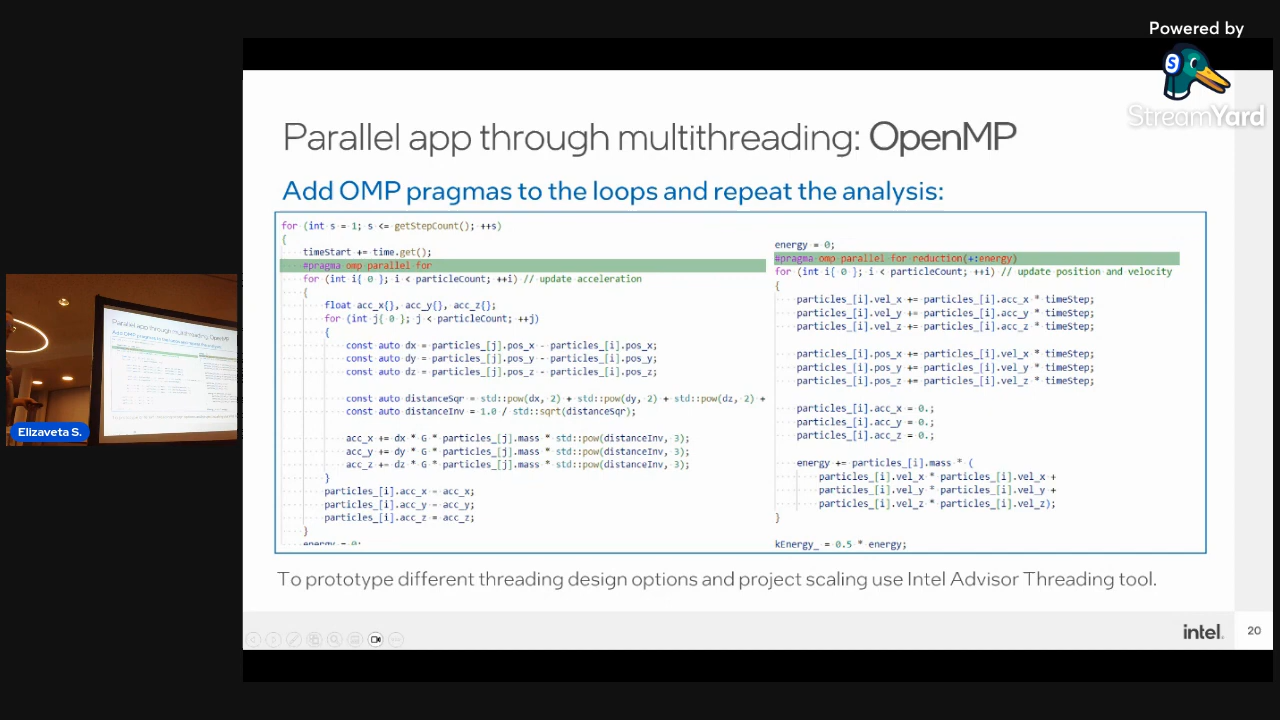 Powered by
StreamYard
Parallel app through multithreading: OpenMP
Add OMP pragmas to the loops and repeat the analysis:
for (int s = 1; s <= getStepCount(); ++s)
{
timeStart += time.get();
#pragma omp parallel for
for (int i{ 0 }; i < particleCount; ++i) // update acceleration
{
float acc_x{}, acc_y{}, acc_z{};
for (int j{ 0 }; j < particleCount; ++j)
{
const auto dx = particles_[j].pos_x - particles_[i].pos_x;
const auto dy = particles_[j].pos_y - particles_[i].pos_y;
const auto dz = particles_[j].pos_z - particles_[i].pos_z;
const auto distanceSqr = std::pow(dx, 2) + std::pow(dy, 2) + std::pow(dz, 2) +
const auto distanceInv = 1.0 / std::sqrt(distanceSqr);
acc_x += dx * G * particles_[j].mass * std::pow(distanceInv, 3);
acc_y += dy * G * particles_[j].mass * std::pow(distanceInv, 3);
acc_z += dz * G * particles_[j].mass * std::pow(distanceInv, 3);
}
particles_[i].acc_x = acc_x;
particles_[i].acc_y = acc_y;
particles_[i].acc_z = acc_z;
}
energy = 0;
energy = 0;
#pragma omp parallel for reduction(+:energy)
for (int i{ 0 }; i < particleCount; ++i) // update position and velocity
{
particles_[i].vel_x += particles_[i].acc_x * timeStep;
particles_[i].vel_y += particles_[i].acc_y * timeStep;
particles_[i].vel_z += particles_[i].acc_z * timeStep;
particles_[i].pos_x += particles_[i].vel_x * timeStep;
particles_[i].pos_y += particles_[i].vel_y * timeStep;
particles_[i].pos_z += particles_[i].vel_z * timeStep;
particles_[i].acc_x = 0.;
particles_[i].acc_y = 0.;
particles_[i].acc_z = 0.;
energy += particles_[i].mass * (
particles_[i].vel_x * particles_[i].vel_x +
particles_[i].vel_y * particles_[i].vel_y +
particles_[i].vel_z * particles_[i].vel_z);
}
kEnergy_ = 0.5 * energy;
To prototype different threading design options and project scaling use Intel Advisor Threading tool.
intel.
20
Parallel app through multithreading: OpenMP
Elizaveta S.